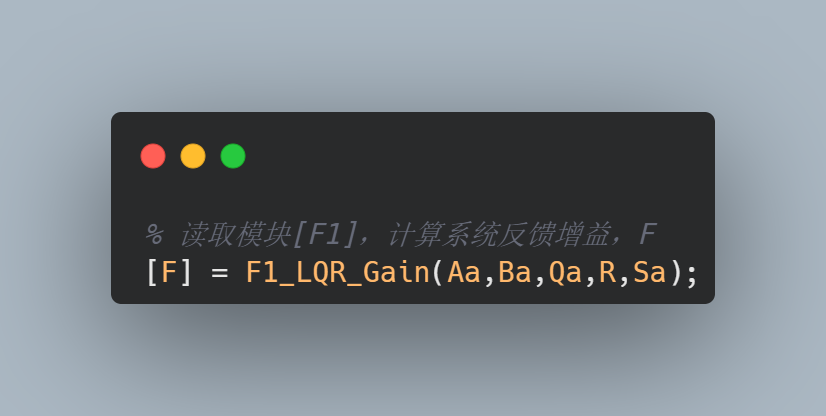 % 读取模块[F1]，计算系统反馈增益，F
[F] = F1_LQR_Gain(Aa,Ba,Qa,R,Sa);